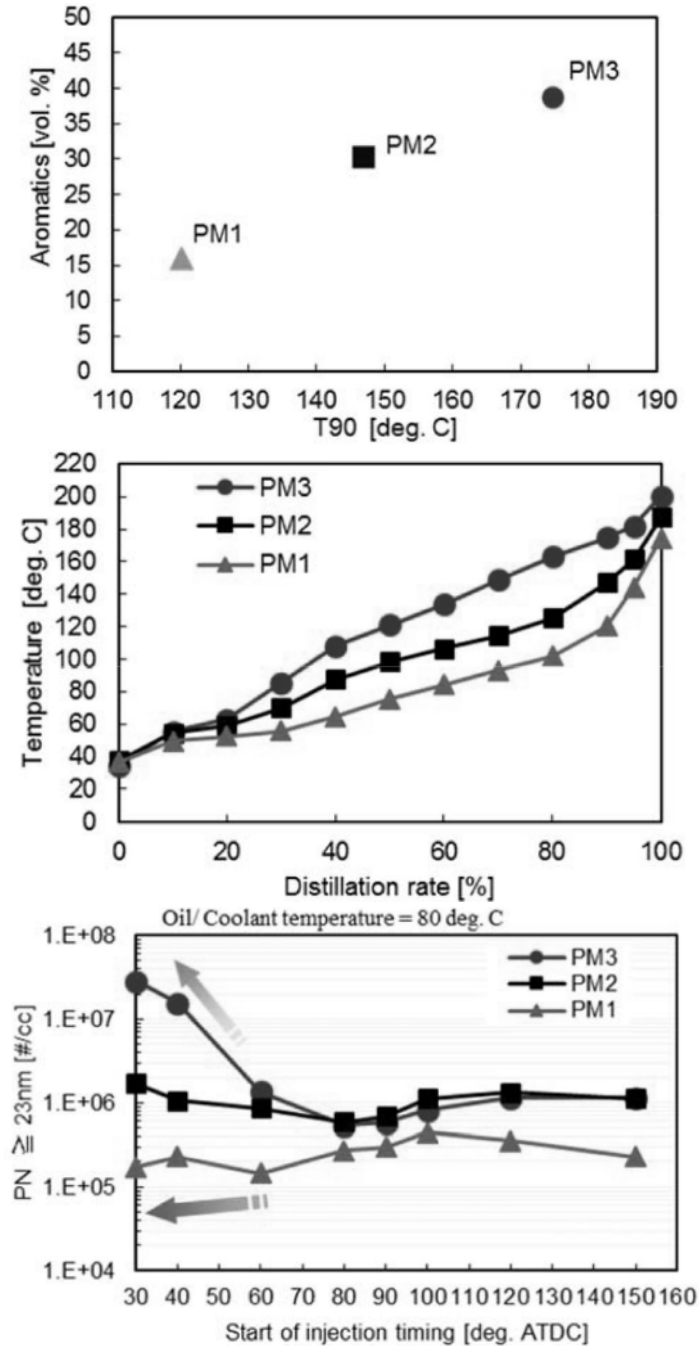 50
45
40
35
30
25
20
15
10
5
0
Aromatics [vol. %]
PM3
PM2
PM1
110 120 130 140 150 160 170 180 190
T90 [deg. C]
220
200
180
160
140
120
100
80
60
40
20
0
Temperature [deg. C]
PM3
PM2
PM1
0 20 40 60 80 100
Distillation rate [%]
Oil/ Coolant temperature = 80 deg. C
1.E+08
1.E+07
1.E+06
1.E+05
1.E+04
PN ≧ 23nm [#/cc]
PM3
PM2
PM1
30 40 50 60 70 80 90 100 110 120 130 140 150 160
Start of injection timing [deg. ATDC]